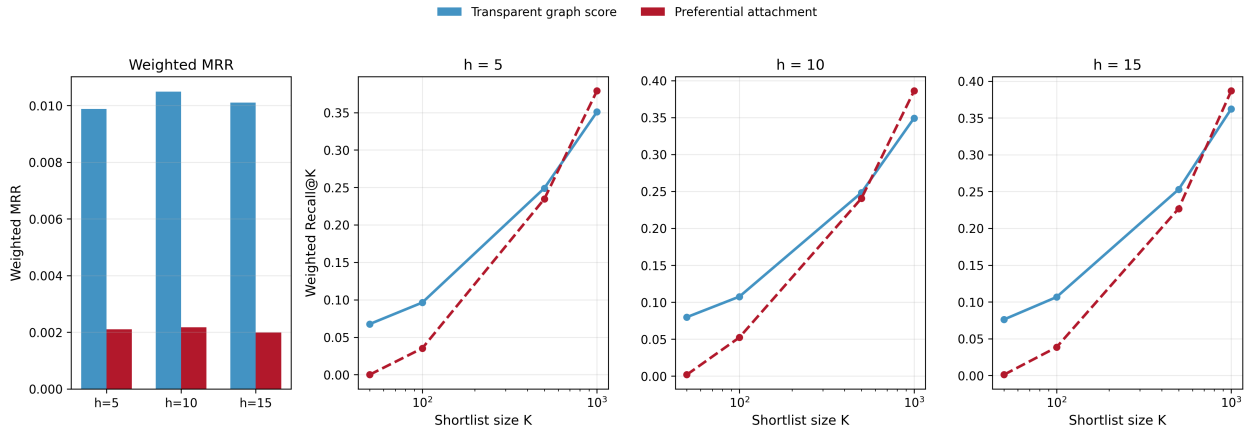 Transparent graph score
Preferential attachment
Weighted MRR
Weighted MRR
0.010
0.008
0.006
0.004
0.002
0.000
h=5
h=10
h=15
h = 5
Weighted Recall@K
0.35
0.30
0.25
0.20
0.15
0.10
0.05
0.00
10²
10³
Shortlist size K
h = 10
0.40
0.35
0.30
0.25
0.20
0.15
0.10
0.05
0.00
10²
10³
Shortlist size K
h = 15
0.40
0.35
0.30
0.25
0.20
0.15
0.10
0.05
0.00
10²
10³
Shortlist size K